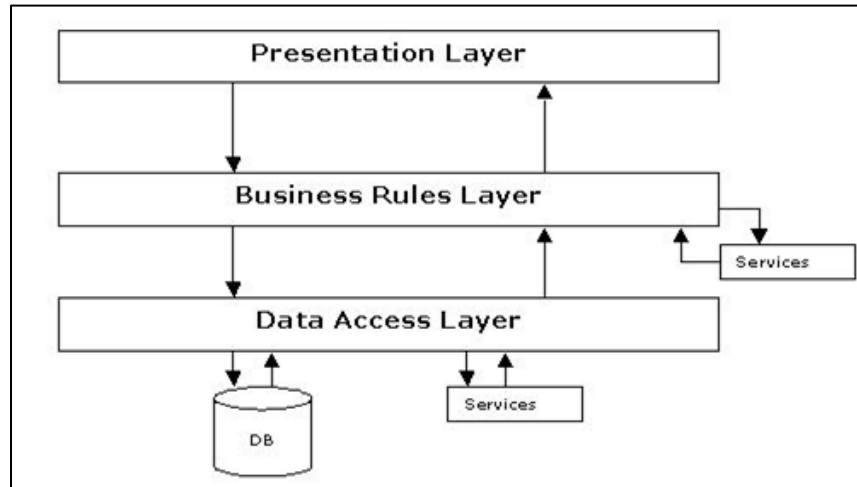 Presentation Layer
Business Rules Layer
Services
Data Access Layer
Services
DB